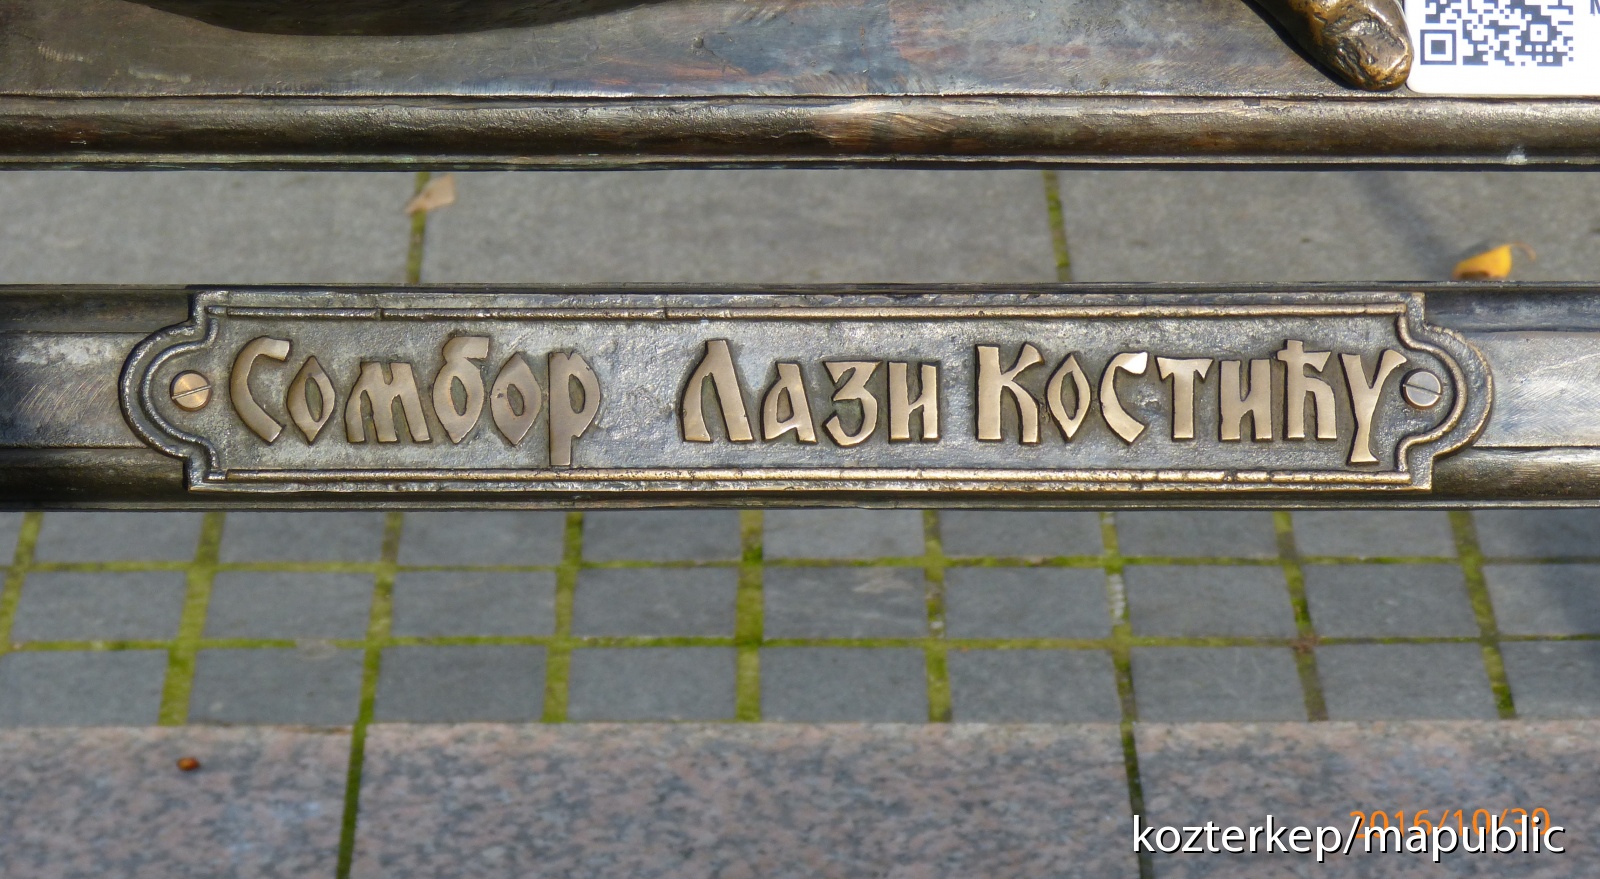 Сомбор Лази Костићу
2016/10/30
kozterkep/mapublic